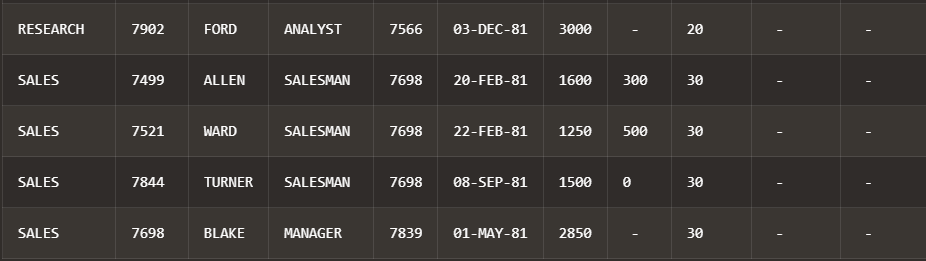 RESEARCH 7902 FORD ANALYST 7566 03-DEC-81 3000 - 20 - -
SALES 7499 ALLEN SALESMAN 7698 20-FEB-81 1600 300 30 - -
SALES 7521 WARD SALESMAN 7698 22-FEB-81 1250 500 30 - -
SALES 7844 TURNER SALESMAN 7698 08-SEP-81 1500 0 30 - -
SALES 7698 BLAKE MANAGER 7839 01-MAY-81 2850 - 30 - -